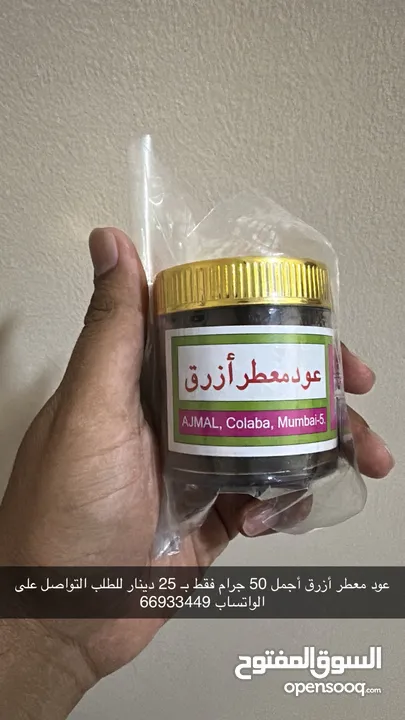 عود معطر أزرق
AJMAL, Colaba, Mumbai-5.
عود معطر أزرق أجمل 50 جرام فقط بـ 25 دينار للطلب التواصل على
الواتساب 66933449
السوق المفتوح
opensooq.com